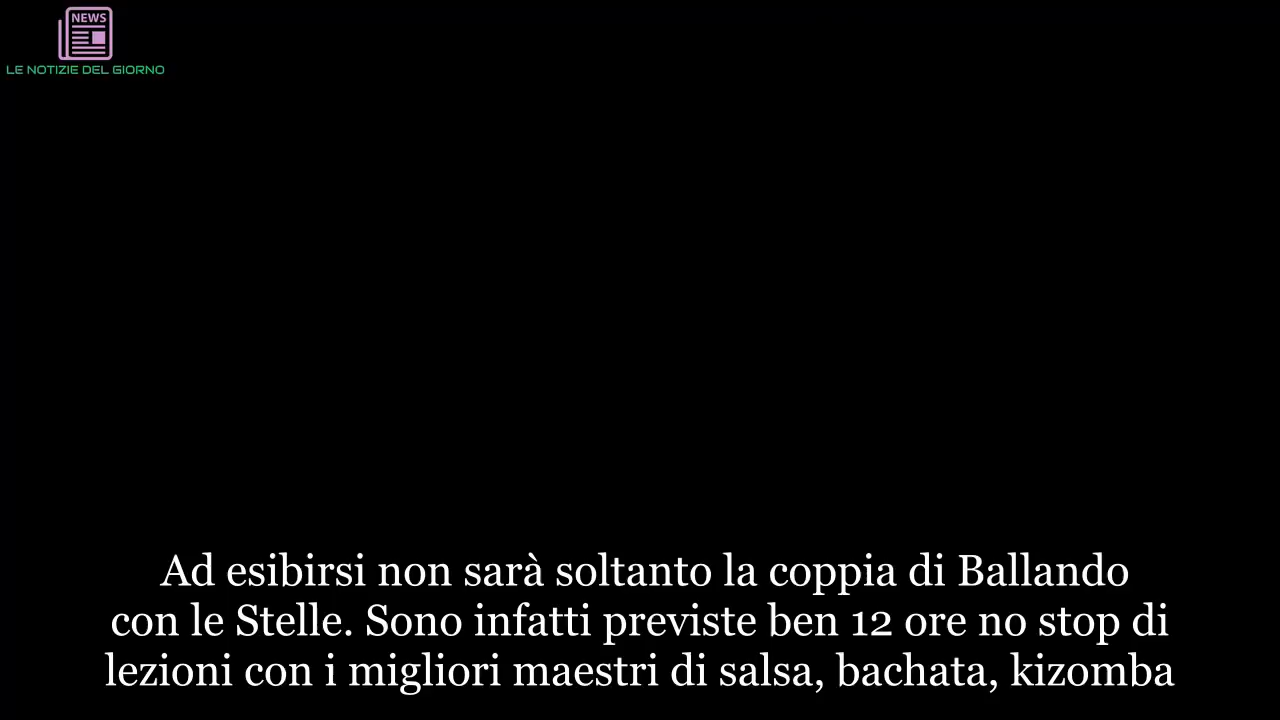 NEWS
LE NOTIZIE DEL GIORNO
Ad esibirsi non sarà soltanto la coppia di Ballando
con le Stelle. Sono infatti previste ben 12 ore no stop di
lezioni con i migliori maestri di salsa, bachata, kizomba